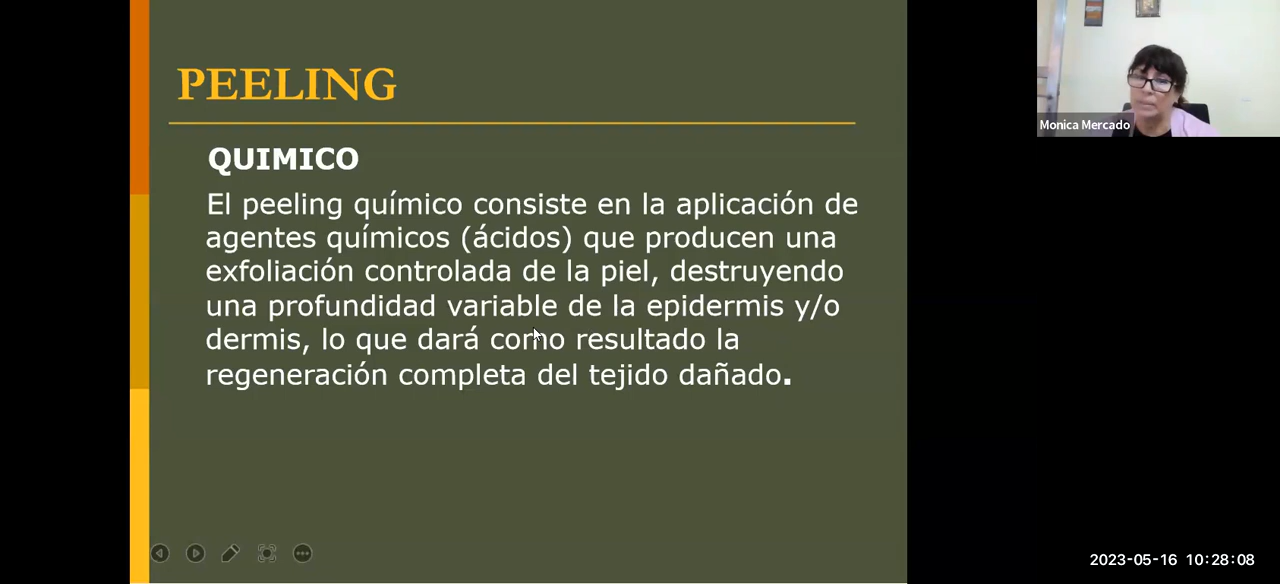 PEELING
QUIMICO
El peeling químico consiste en la aplicación de
agentes químicos (ácidos) que producen una
exfoliación controlada de la piel, destruyendo
una profundidad variable de la epidermis y/o
dermis, lo que dará como resultado la
regeneración completa del tejido dañado.
Monica Mercado
2023-05-16 10:28:08